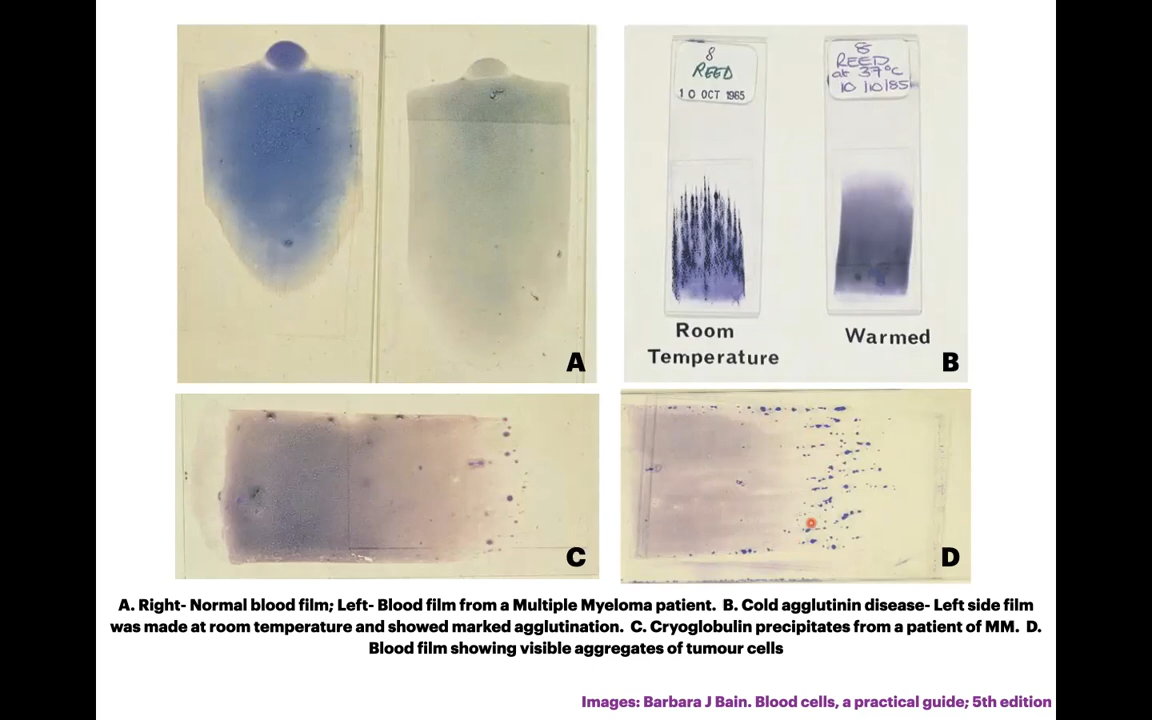 8
REED
10 OCT 1965
8
REED
at 37°C
10/10/85
Room
Temperature
Warmed
A
B
C
D
A. Right- Normal blood film; Left- Blood film from a Multiple Myeloma patient.  B. Cold agglutinin disease- Left side film
was made at room temperature and showed marked agglutination.  C. Cryoglobulin precipitates from a patient of MM.  D.
Blood film showing visible aggregates of tumour cells
Images: Barbara J Bain. Blood cells, a practical guide; 5th edition